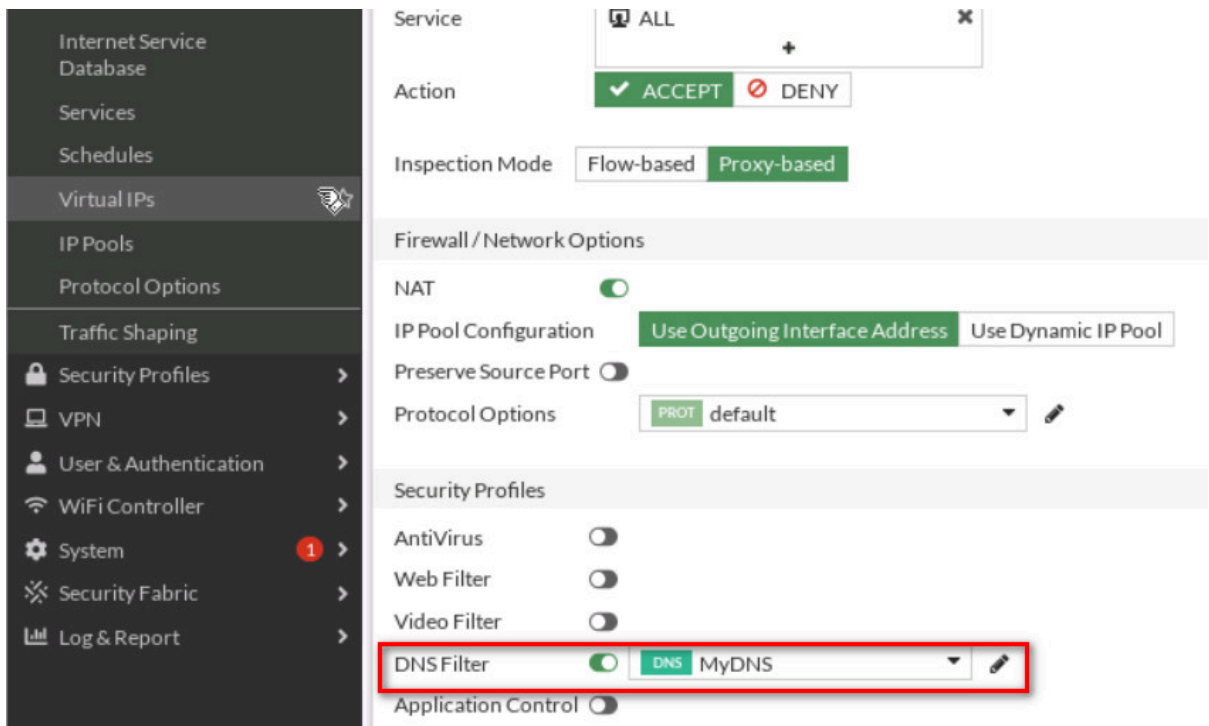 Internet Service
Database
Services
Schedules
Virtual IPs
IP Pools
Protocol Options
Traffic Shaping
Security Profiles
VPN
User & Authentication
WiFi Controller
System 1
Security Fabric
Log & Report
Service ALL
+
Action ACCEPT DENY
Inspection Mode Flow-based Proxy-based
Firewall / Network Options
NAT
IP Pool Configuration Use Outgoing Interface Address Use Dynamic IP Pool
Preserve Source Port
Protocol Options PROT default
Security Profiles
AntiVirus
Web Filter
Video Filter
DNS Filter DNS MyDNS
Application Control